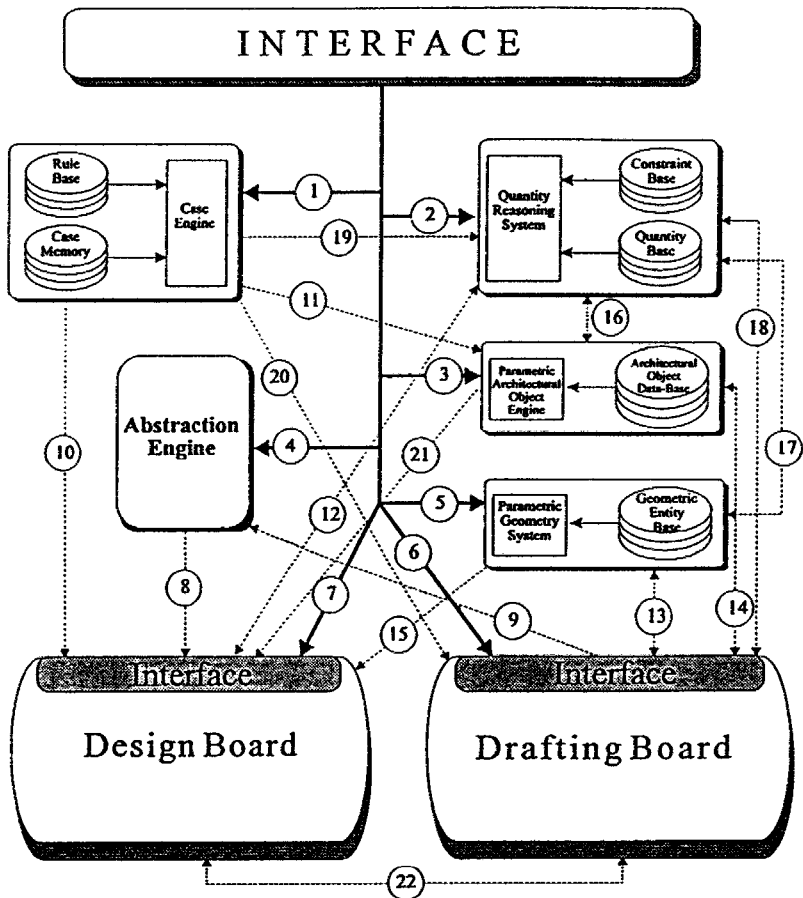 INTERFACE
Rule
Base
Case
Memory
Case
Engine
1
2
19
11
Quantity
Reasoning
System
Constraint
Base
Quantity
Base
16
18
20
3
Parametric
Architectural
Object
Engine
Architectural
Object
Data-Base
Abstraction
Engine
4
10
21
17
12
5
6
Parametric
Geometry
System
Geometric
Entity
Base
8
7
15
9
13
14
Interface
Design Board
Interface
Drafting Board
22